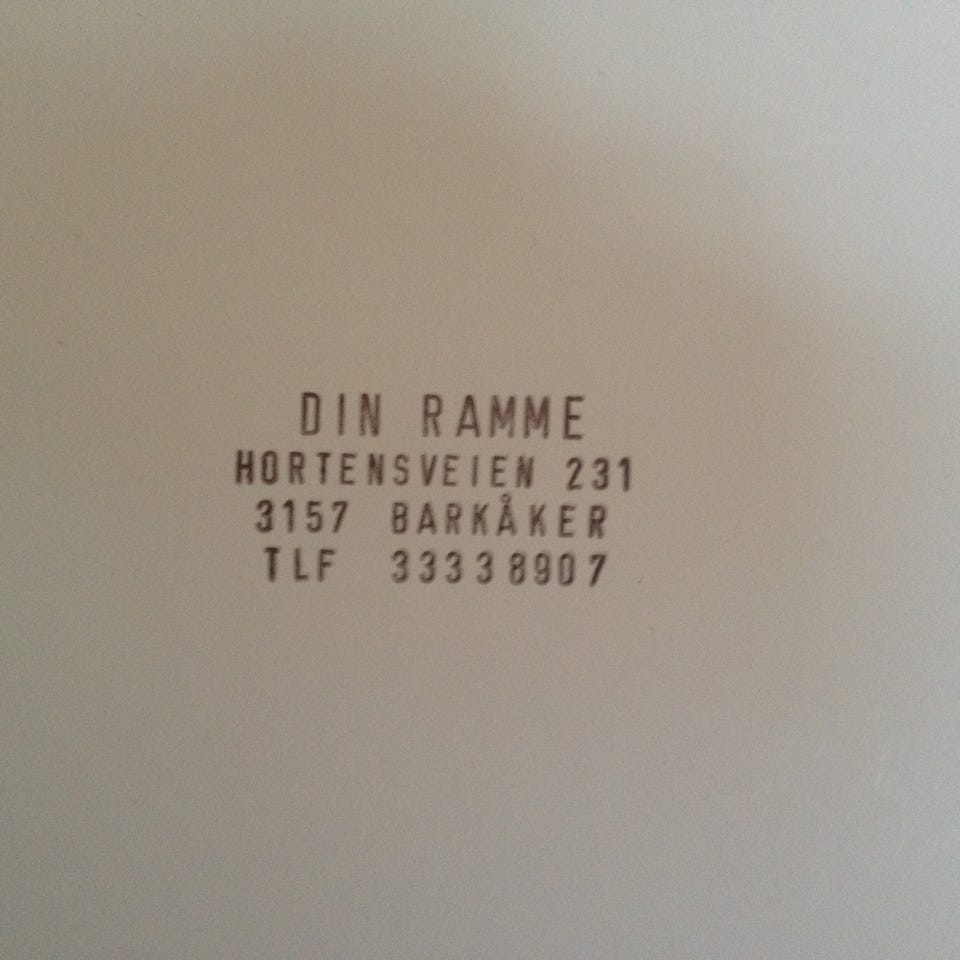 DIN RAMME
HORTENSVEIEN 231
3157 BARKÅKER
TLF 33338907